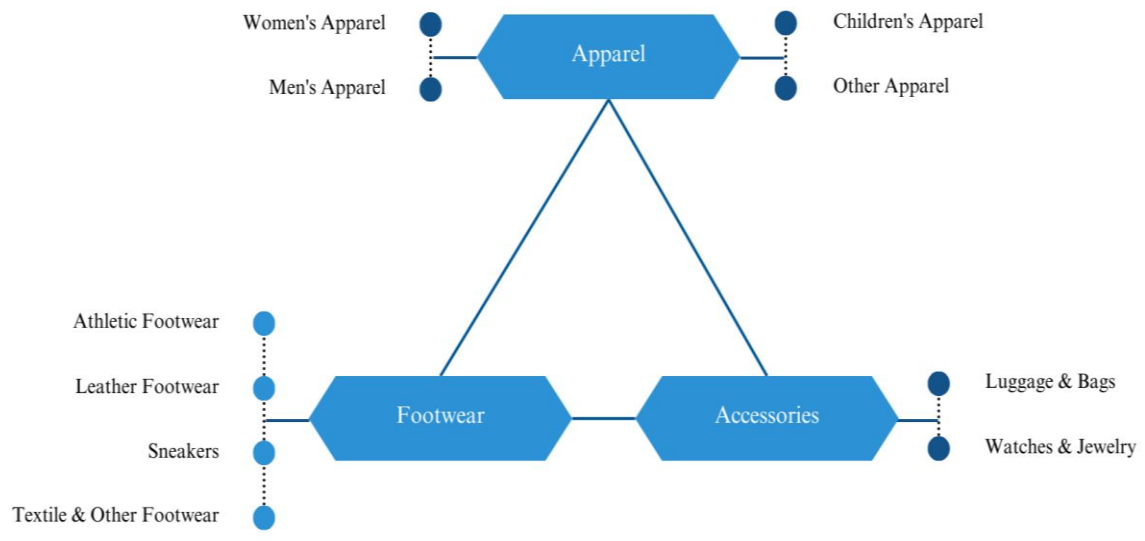 Women's Apparel
Men's Apparel
Apparel
Children's Apparel
Other Apparel
Athletic Footwear
Leather Footwear
Sneakers
Textile & Other Footwear
Footwear
Accessories
Luggage & Bags
Watches & Jewelry